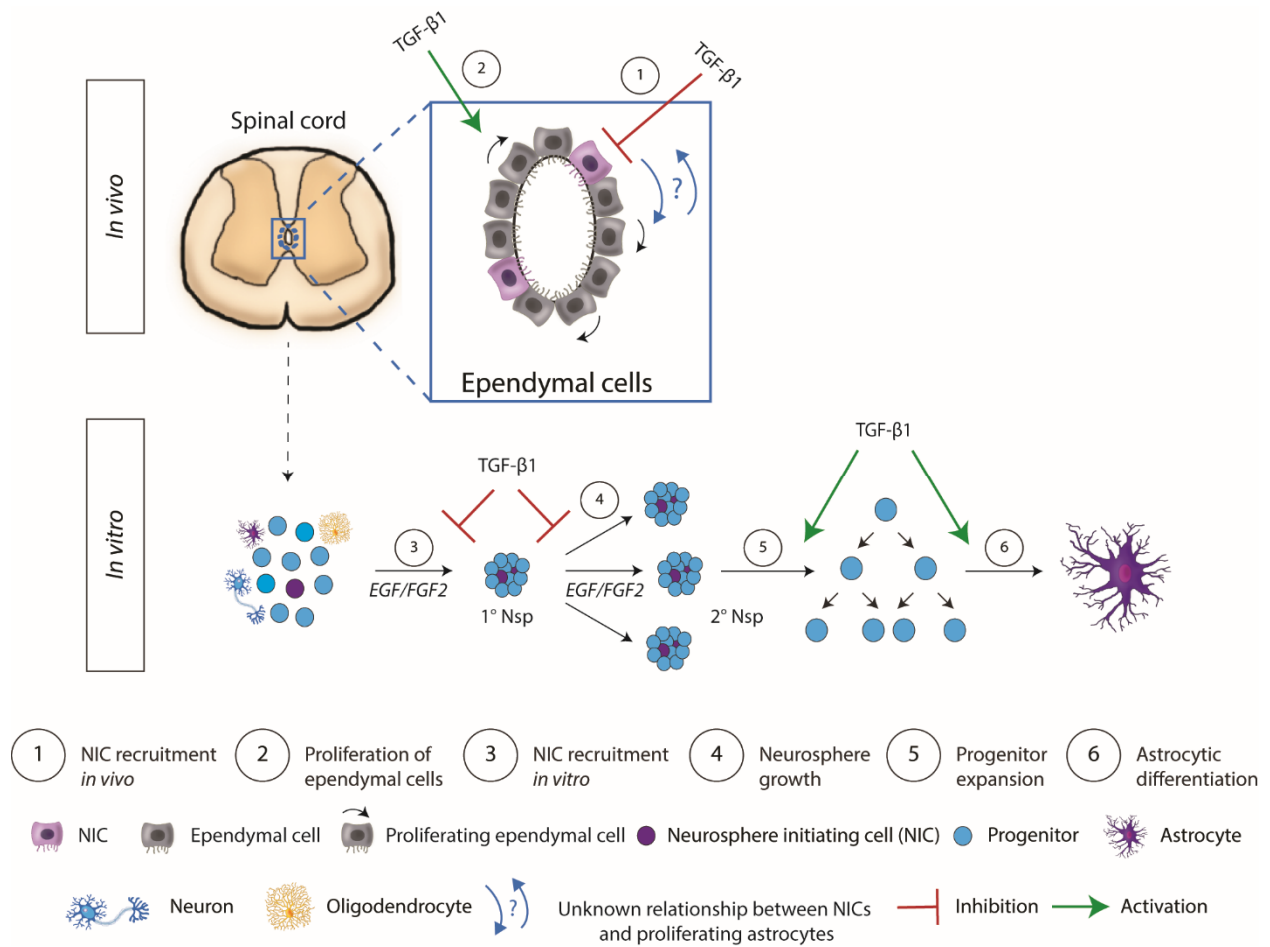 TGF-β1
2
1
TGF-β1
Spinal cord
In vivo
?
Ependymal cells
In vitro
TGF-β1
TGF-β1
3
4
5
6
EGF/FGF2
EGF/FGF2
1° Nsp
2° Nsp
1 NIC recruitment
in vivo
2 Proliferation of
ependymal cells
3 NIC recruitment
in vitro
4 Neurosphere
growth
5 Progenitor
expansion
6 Astrocytic
differentiation
NIC
Ependymal cell
Proliferating ependymal cell
Neurosphere initiating cell (NIC)
Progenitor
Astrocyte
Neuron
Oligodendrocyte
?
Unknown relationship between NICs
and proliferating astrocytes
Inhibition
Activation